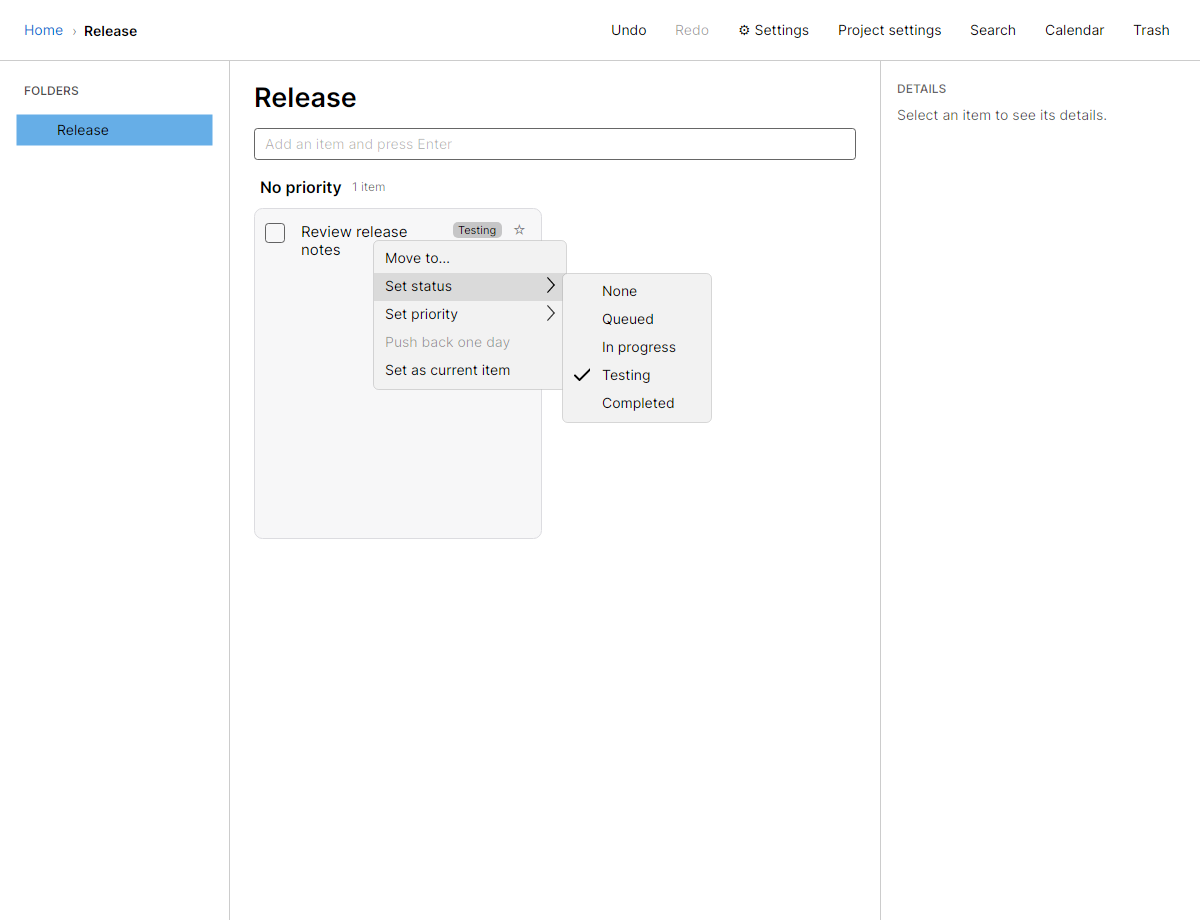 Home › Release
Undo
Redo
⚙ Settings
Project settings
Search
Calendar
Trash
FOLDERS
Release
Release
Add an item and press Enter
No priority 1 item
Review release
notes
Testing ☆
Move to...
Set status
Set priority
Push back one day
Set as current item
None
Queued
In progress
Testing
Completed
DETAILS
Select an item to see its details.